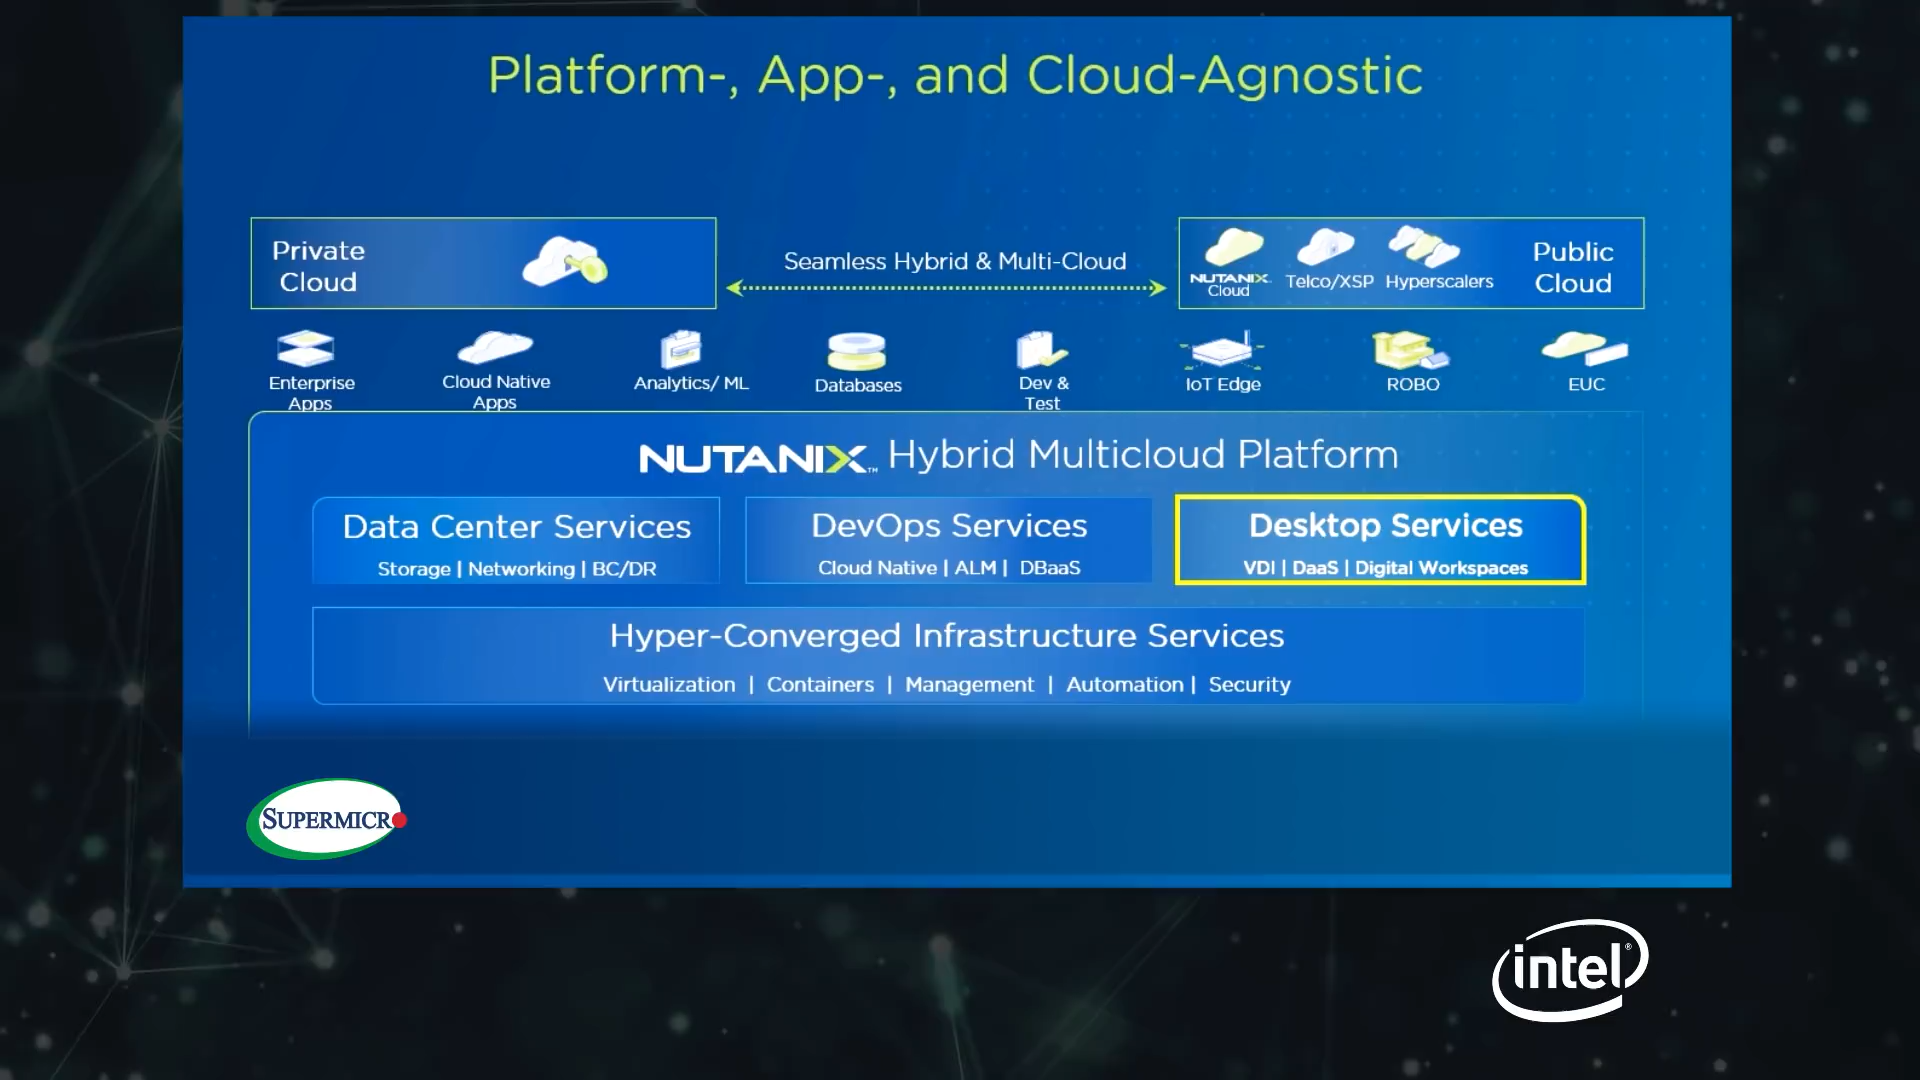 Platform-, App-, and Cloud-Agnostic
Private
Cloud
Seamless Hybrid & Multi-Cloud
NUTANIX™
Cloud
Telco/XSP
Hyperscalers
Public
Cloud
Enterprise
Apps
Cloud Native
Apps
Analytics/ ML
Databases
Dev &
Test
IoT Edge
ROBO
EUC
NUTANIX™ Hybrid Multicloud Platform
Data Center Services
Storage | Networking | BC/DR
DevOps Services
Cloud Native | ALM | DBaaS
Desktop Services
VDI | DaaS | Digital Workspaces
Hyper-Converged Infrastructure Services
Virtualization | Containers | Management | Automation | Security
SUPERMICRO
intel®